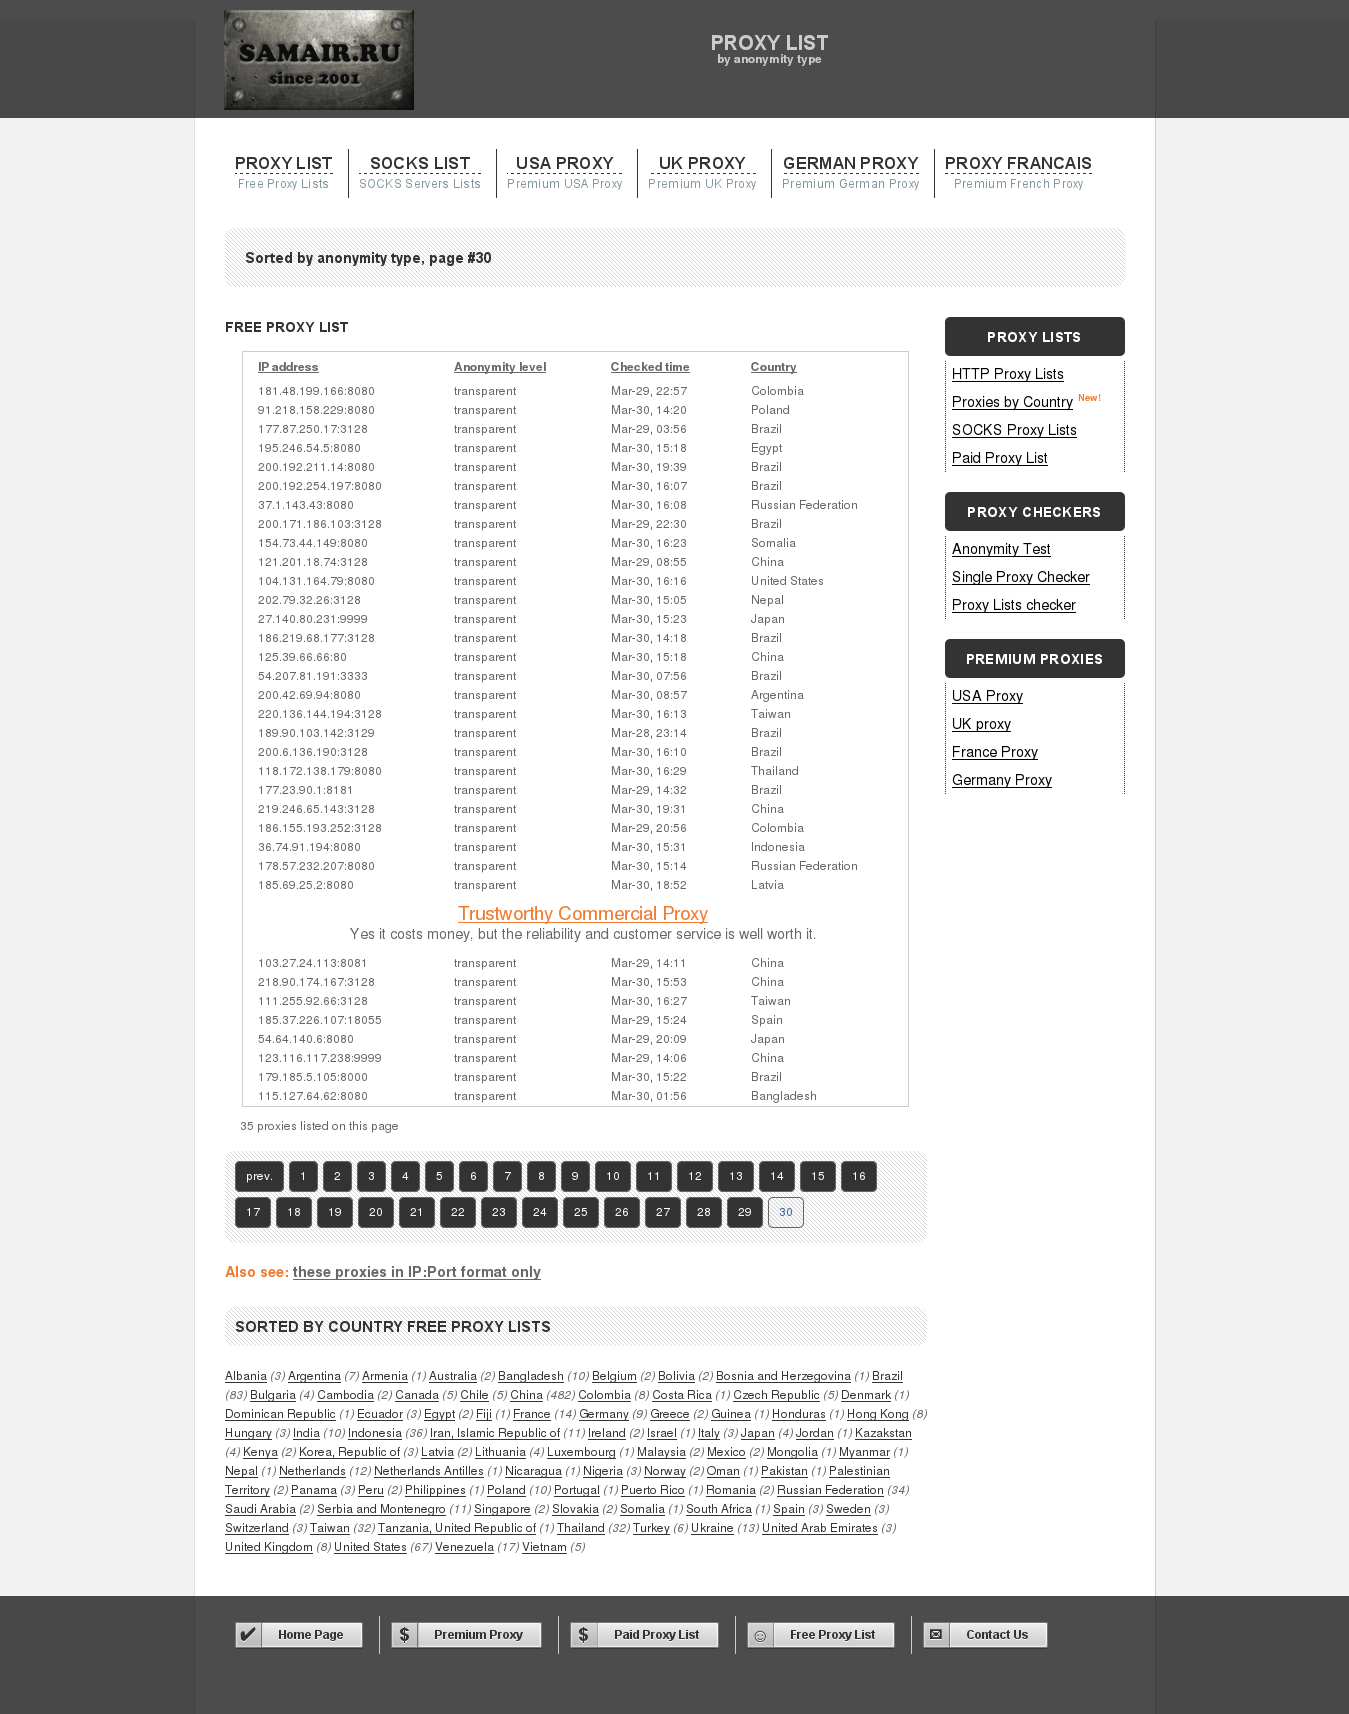 SAMAIR.RU
since 2001
PROXY LIST
by anonymity type
PROXY LIST SOCKS LIST USA PROXY UK PROXY GERMAN PROXY PROXY FRANCAIS
Free Proxy Lists SOCKS Servers Lists Premium USA Proxy Premium UK Proxy Premium German Proxy Premium French Proxy
Sorted by anonymity type, page #30
FREE PROXY LIST
IP address Anonymity level Checked time Country
181.48.199.166:8080 transparent Mar-29, 22:57 Colombia
91.218.158.229:8080 transparent Mar-30, 14:20 Poland
177.87.250.17:3128 transparent Mar-29, 03:56 Brazil
195.246.54.5:8080 transparent Mar-30, 15:18 Egypt
200.192.211.14:8080 transparent Mar-30, 19:39 Brazil
200.192.254.197:8080 transparent Mar-30, 16:07 Brazil
37.1.143.43:8080 transparent Mar-30, 16:08 Russian Federation
200.171.186.103:3128 transparent Mar-29, 22:30 Brazil
154.73.44.149:8080 transparent Mar-30, 16:23 Somalia
121.201.18.74:3128 transparent Mar-29, 08:55 China
104.131.164.79:8080 transparent Mar-30, 16:16 United States
202.79.32.26:3128 transparent Mar-30, 15:05 Nepal
27.140.80.231:9999 transparent Mar-30, 15:23 Japan
186.219.68.177:3128 transparent Mar-30, 14:18 Brazil
125.39.66.66:80 transparent Mar-30, 15:18 China
54.207.81.191:3333 transparent Mar-30, 07:56 Brazil
200.42.69.94:8080 transparent Mar-30, 08:57 Argentina
220.136.144.194:3128 transparent Mar-30, 16:13 Taiwan
189.90.103.142:3129 transparent Mar-28, 23:14 Brazil
200.6.136.190:3128 transparent Mar-30, 16:10 Brazil
118.172.138.179:8080 transparent Mar-30, 16:29 Thailand
177.23.90.1:8181 transparent Mar-29, 14:32 Brazil
219.246.65.143:3128 transparent Mar-30, 19:31 China
186.155.193.252:3128 transparent Mar-29, 20:56 Colombia
36.74.91.194:8080 transparent Mar-30, 15:31 Indonesia
178.57.232.207:8080 transparent Mar-30, 15:14 Russian Federation
185.69.25.2:8080 transparent Mar-30, 18:52 Latvia
Trustworthy Commercial Proxy
Yes it costs money, but the reliability and customer service is well worth it.
103.27.24.113:8081 transparent Mar-29, 14:11 China
218.90.174.167:3128 transparent Mar-30, 15:53 China
111.255.92.66:3128 transparent Mar-30, 16:27 Taiwan
185.37.226.107:18055 transparent Mar-29, 15:24 Spain
54.64.140.6:8080 transparent Mar-29, 20:09 Japan
123.116.117.238:9999 transparent Mar-29, 14:06 China
179.185.5.105:8000 transparent Mar-30, 15:22 Brazil
115.127.64.62:8080 transparent Mar-30, 01:56 Bangladesh
35 proxies listed on this page
prev. 1 2 3 4 5 6 7 8 9 10 11 12 13 14 15 16
17 18 19 20 21 22 23 24 25 26 27 28 29 30
Also see: these proxies in IP:Port format only
SORTED BY COUNTRY FREE PROXY LISTS
Albania (3) Argentina (7) Armenia (1) Australia (2) Bangladesh (10) Belgium (2) Bolivia (2) Bosnia and Herzegovina (1) Brazil
(83) Bulgaria (4) Cambodia (2) Canada (5) Chile (5) China (482) Colombia (8) Costa Rica (1) Czech Republic (5) Denmark (1)
Dominican Republic (1) Ecuador (3) Egypt (2) Fiji (1) France (14) Germany (9) Greece (2) Guinea (1) Honduras (1) Hong Kong (8)
Hungary (3) India (10) Indonesia (36) Iran, Islamic Republic of (11) Ireland (2) Israel (1) Italy (3) Japan (4) Jordan (1) Kazakstan
(4) Kenya (2) Korea, Republic of (3) Latvia (2) Lithuania (4) Luxembourg (1) Malaysia (2) Mexico (2) Mongolia (1) Myanmar (1)
Nepal (1) Netherlands (12) Netherlands Antilles (1) Nicaragua (1) Nigeria (3) Norway (2) Oman (1) Pakistan (1) Palestinian
Territory (2) Panama (3) Peru (2) Philippines (1) Poland (10) Portugal (1) Puerto Rico (1) Romania (2) Russian Federation (34)
Saudi Arabia (2) Serbia and Montenegro (11) Singapore (2) Slovakia (2) Somalia (1) South Africa (1) Spain (3) Sweden (3)
Switzerland (3) Taiwan (32) Tanzania, United Republic of (1) Thailand (32) Turkey (6) Ukraine (13) United Arab Emirates (3)
United Kingdom (8) United States (67) Venezuela (17) Vietnam (5)
PROXY LISTS
HTTP Proxy Lists
Proxies by Country New!
SOCKS Proxy Lists
Paid Proxy List
PROXY CHECKERS
Anonymity Test
Single Proxy Checker
Proxy Lists checker
PREMIUM PROXIES
USA Proxy
UK proxy
France Proxy
Germany Proxy
✔ Home Page $ Premium Proxy $ Paid Proxy List ☺ Free Proxy List ✉ Contact Us